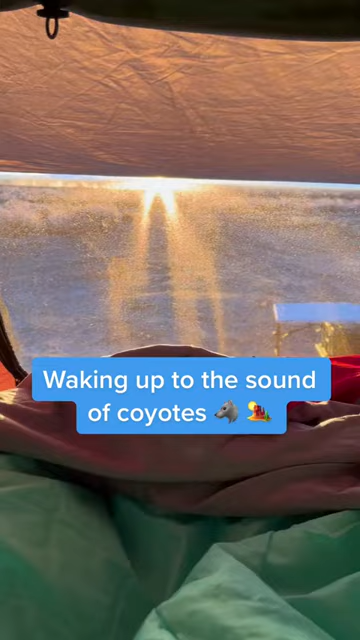 Waking up to the sound
of coyotes 🐺 🏜️